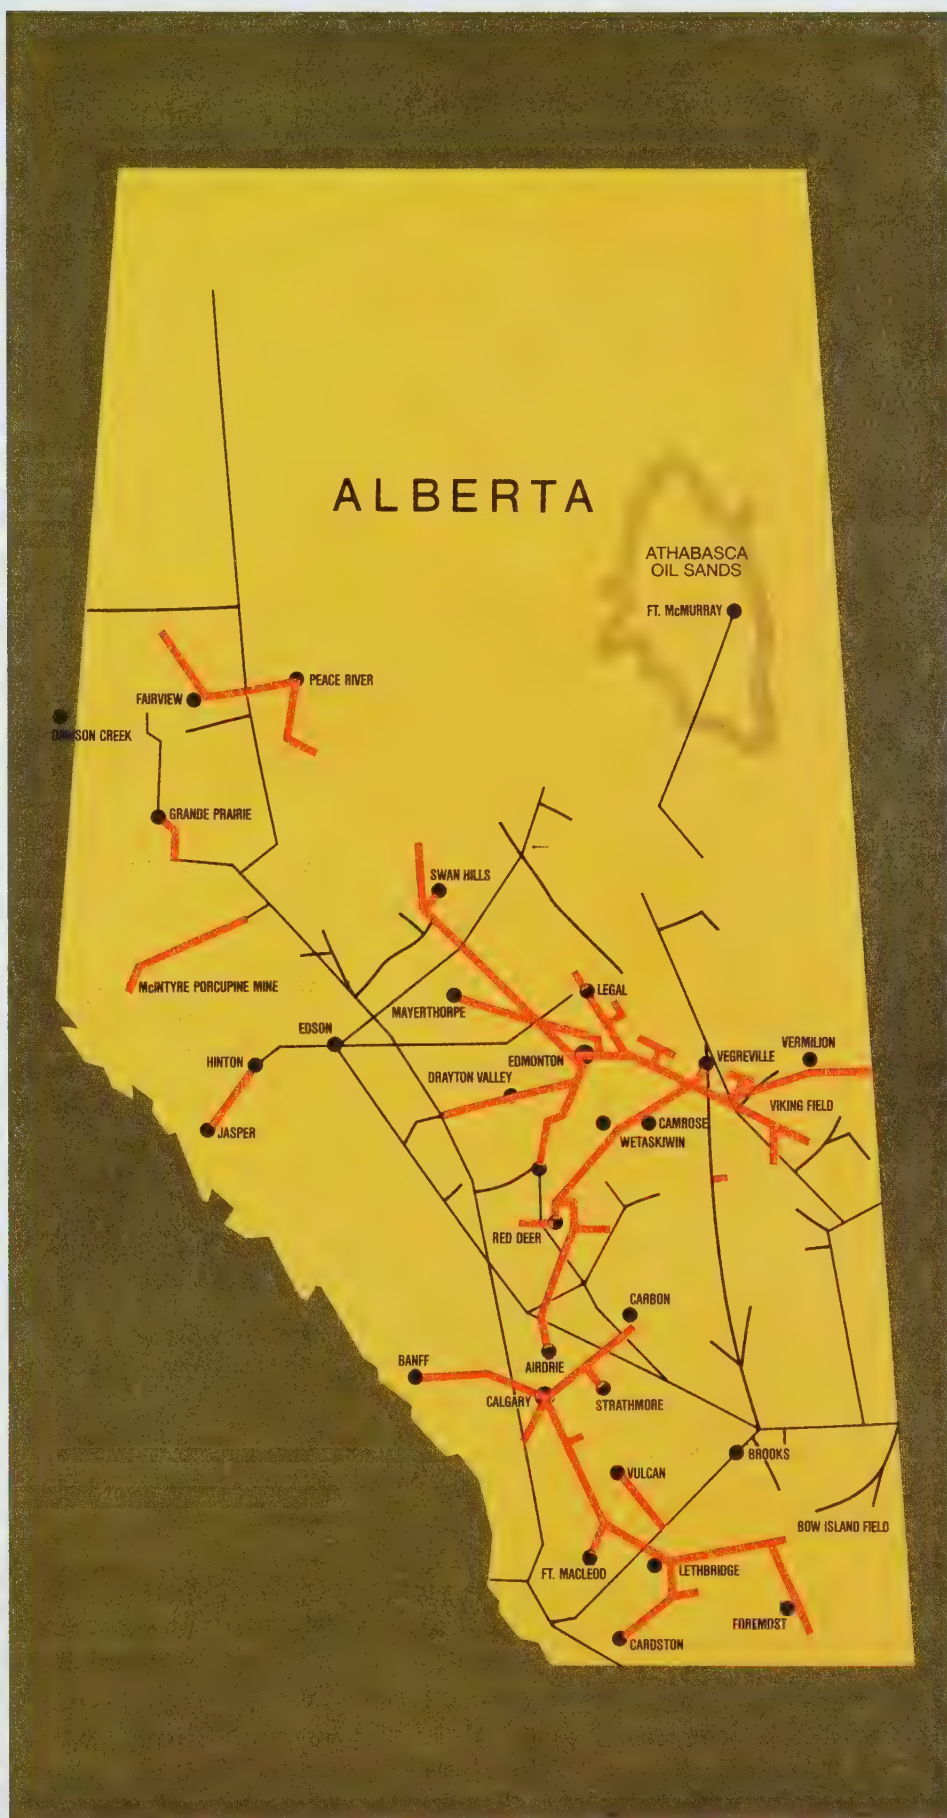 ALBERTA
ATHABASCA
OIL SANDS
FT. McMURRAY
PEACE RIVER
FAIRVIEW
DAWSON CREEK
GRANDE PRAIRIE
SWAN HILLS
McINTYRE PORCUPINE MINE
MAYERTHORPE
LEGAL
EDSON
HINTON
EDMONTON
VEGREVILLE
VERMILION
DRAYTON VALLEY
VIKING FIELD
JASPER
CAMROSE
WETASKIWIN
RED DEER
CARBON
BANFF
AIRDRIE
CALGARY
STRATHMORE
BROOKS
VULCAN
BOW ISLAND FIELD
FT. MACLEOD
LETHBRIDGE
FOREMOST
CARDSTON